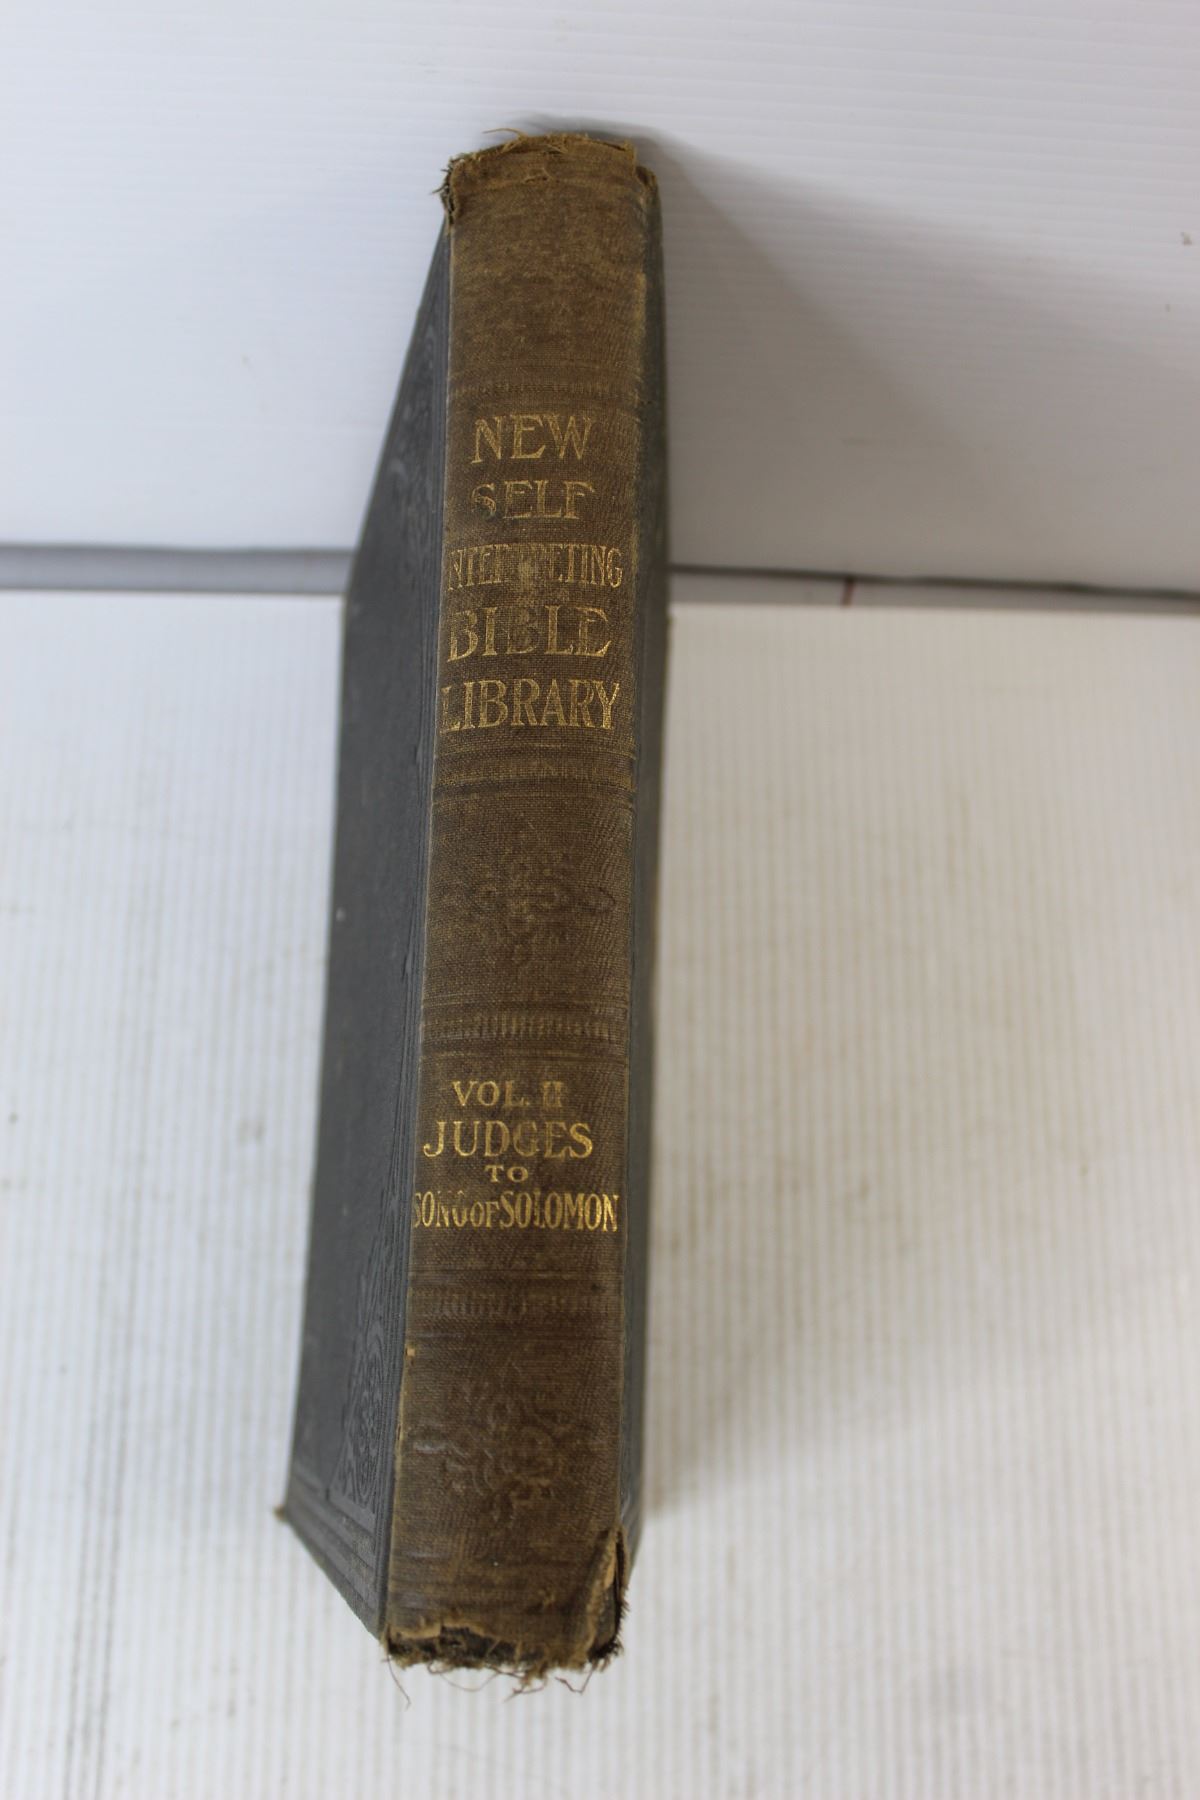 NEW
SELF
INTERPRETING
BIBLE
LIBRARY
VOL. II
JUDGES
TO
SONG OF SOLOMON